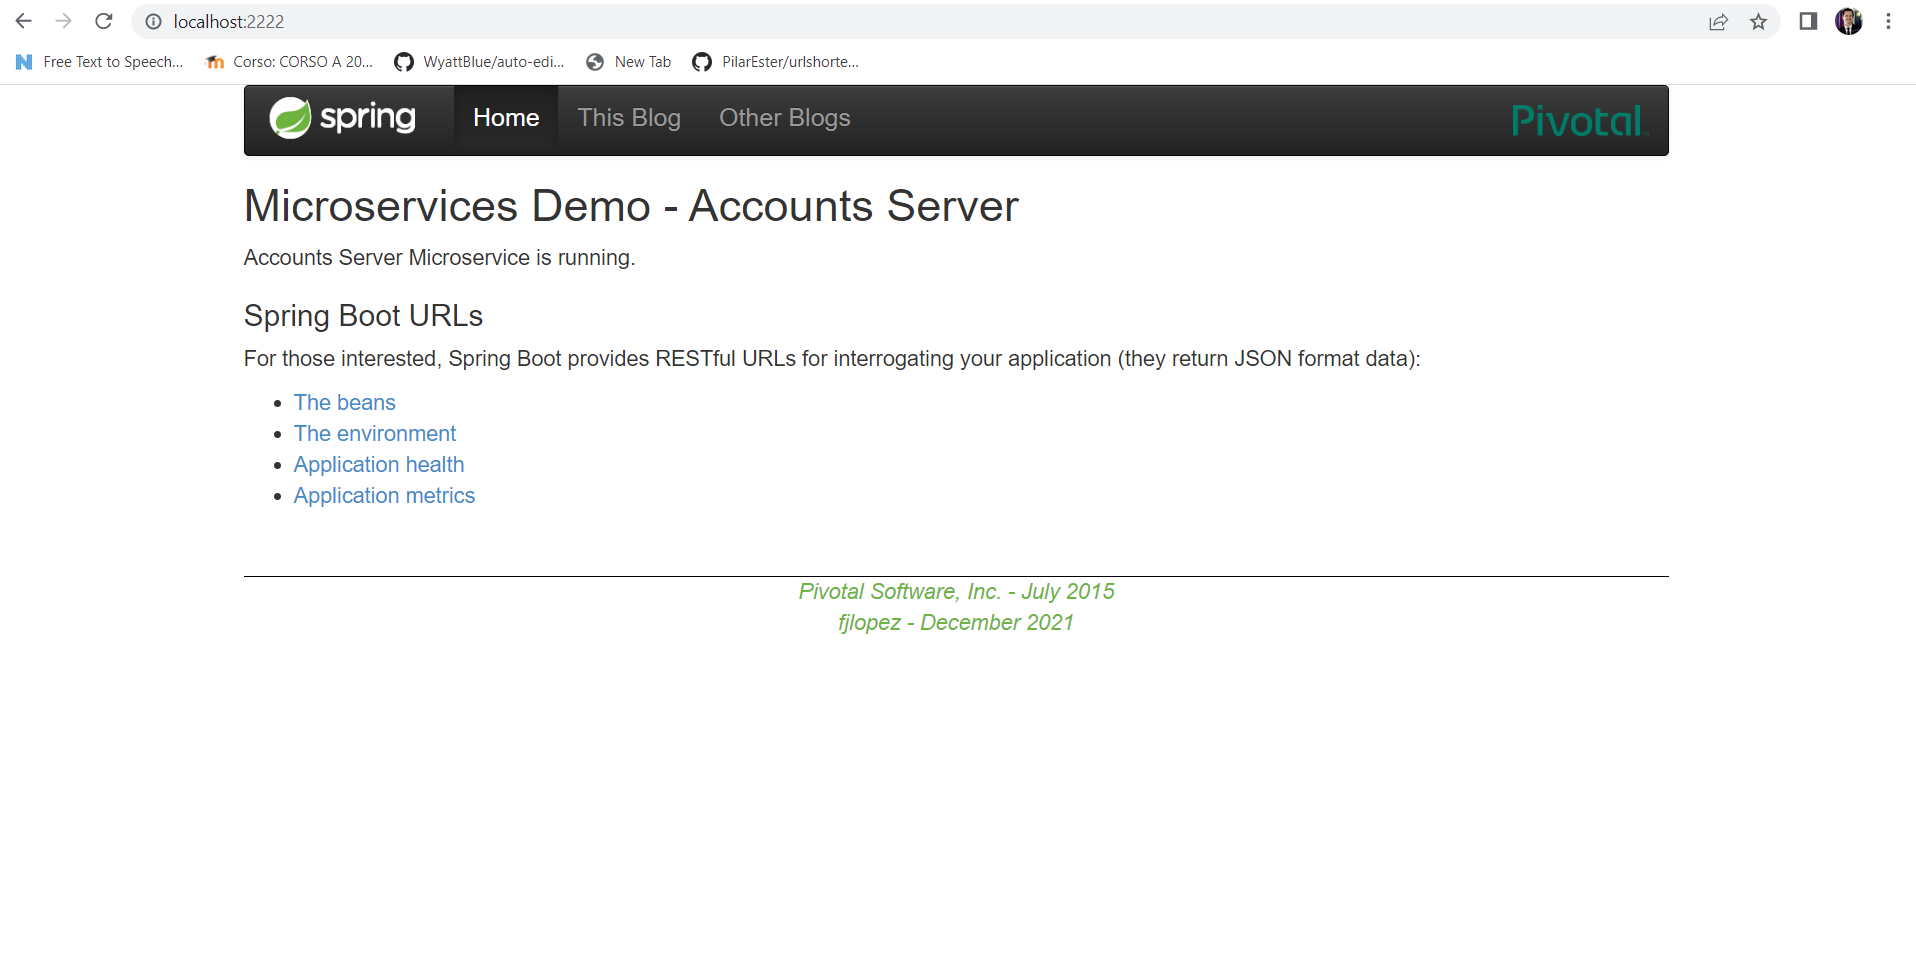 localhost:2222
Free Text to Speech... Corso: CORSO A 20... WyattBlue/auto-edi... New Tab PilarEster/urlshorte...
spring Home This Blog Other Blogs Pivotal
Microservices Demo - Accounts Server
Accounts Server Microservice is running.
Spring Boot URLs
For those interested, Spring Boot provides RESTful URLs for interrogating your application (they return JSON format data):
The beans
The environment
Application health
Application metrics
Pivotal Software, Inc. - July 2015
fjlopez - December 2021